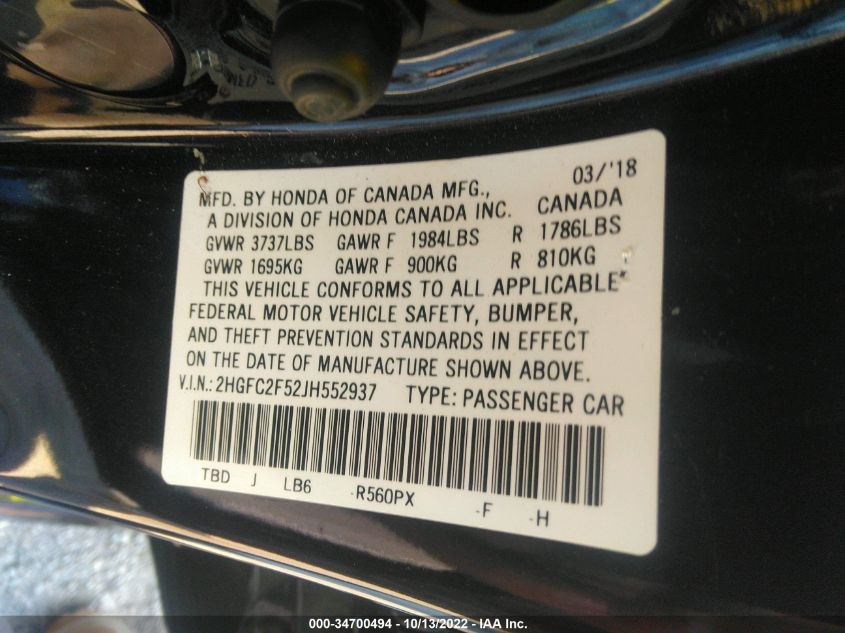 03/'18
MFD. BY HONDA OF CANADA MFG.,
A DIVISION OF HONDA CANADA INC. CANADA
GVWR 3737LBS GAWR F 1984LBS R 1786LBS
GVWR 1695KG GAWR F 900KG R 810KG
THIS VEHICLE CONFORMS TO ALL APPLICABLE
FEDERAL MOTOR VEHICLE SAFETY, BUMPER,
AND THEFT PREVENTION STANDARDS IN EFFECT
ON THE DATE OF MANUFACTURE SHOWN ABOVE.
V.I.N.: 2HGFC2F52JH552937 TYPE: PASSENGER CAR
TBD J LB6 -R560PX -F -H
000-34700494 - 10/13/2022 - IAA Inc.